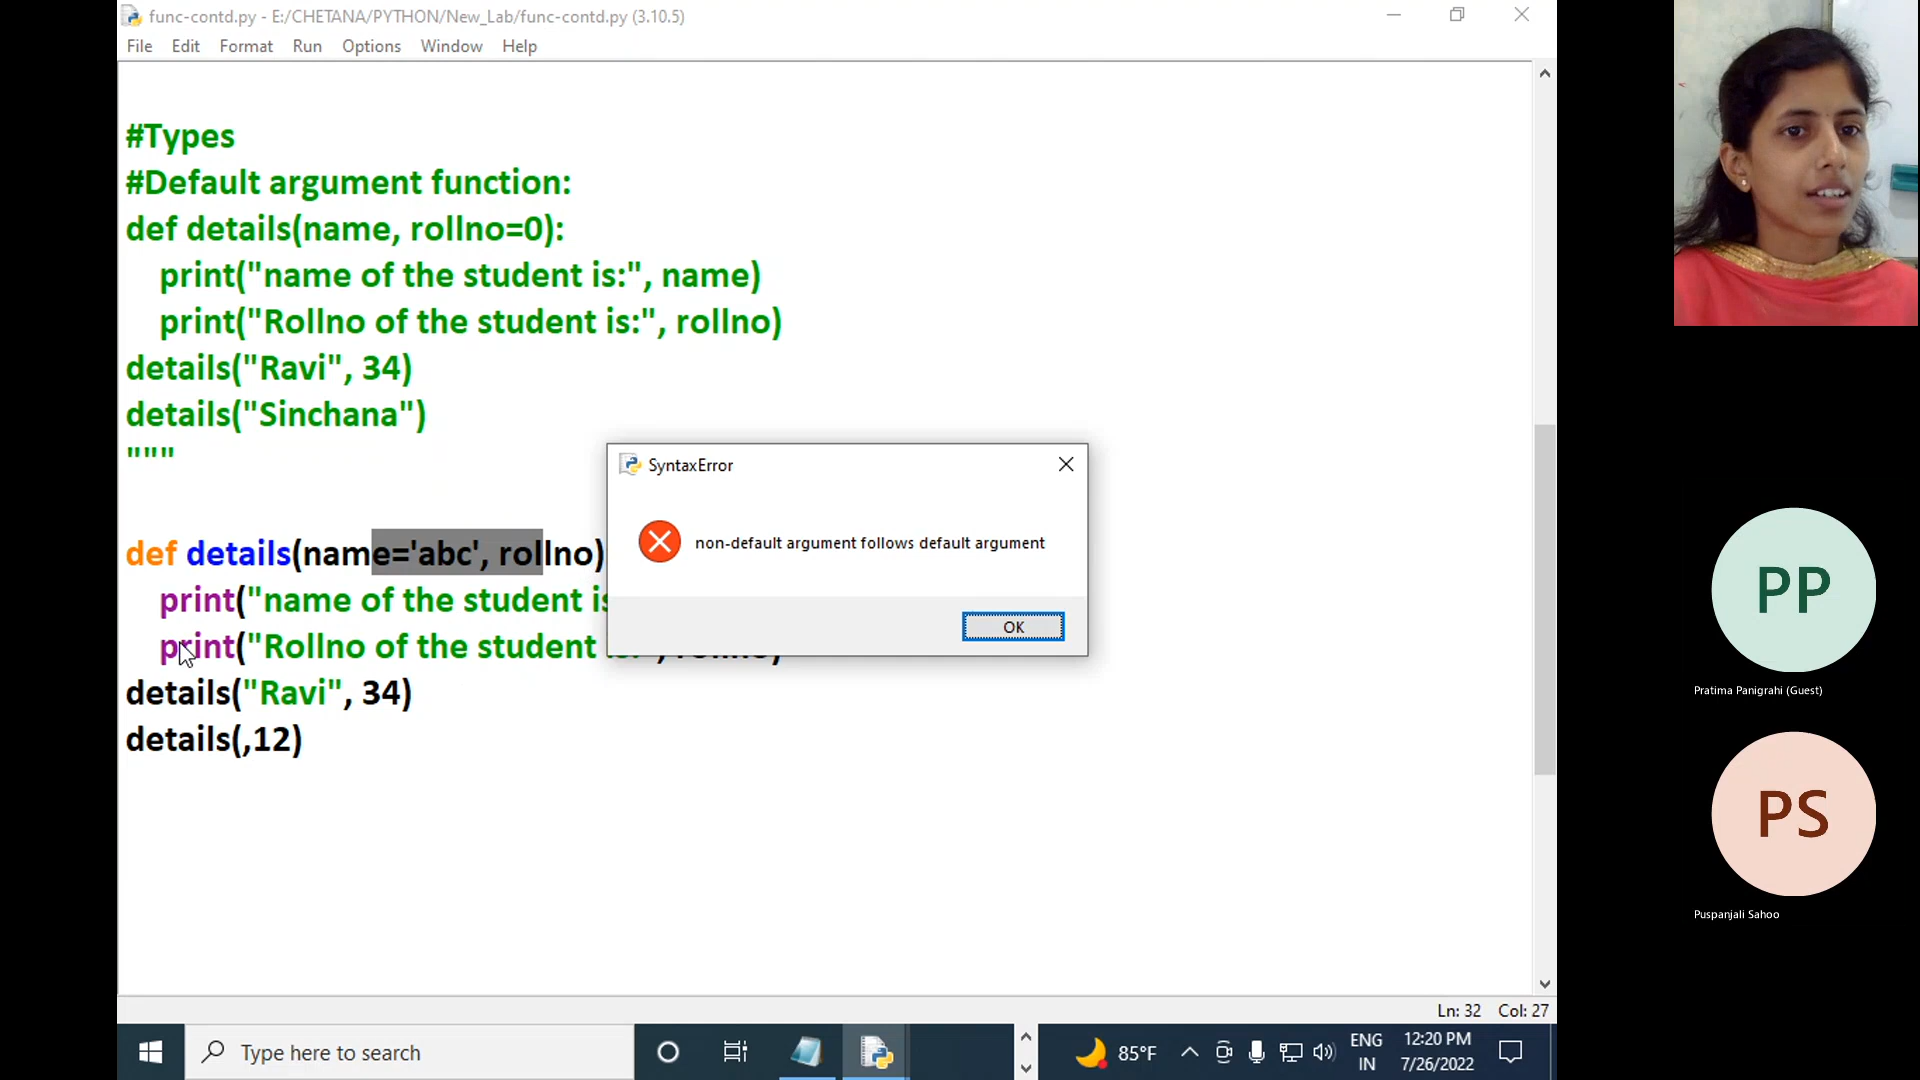 func-contd.py - E:/CHETANA/PYTHON/New_Lab/func-contd.py (3.10.5)
File Edit Format Run Options Window Help
#Types
#Default argument function:
def details(name, rollno=0):
print("name of the student is:", name)
print("Rollno of the student is:", rollno)
details("Ravi", 34)
details("Sinchana")
"""
def details(name='abc', rollno)
print("name of the student is
print("Rollno of the student
details("Ravi", 34)
details(,12)
SyntaxError
non-default argument follows default argument
OK
Ln: 32 Col: 27
Type here to search
85°F
ENG
IN
12:20 PM
7/26/2022
PP
Pratima Panigrahi (Guest)
PS
Puspanjali Sahoo